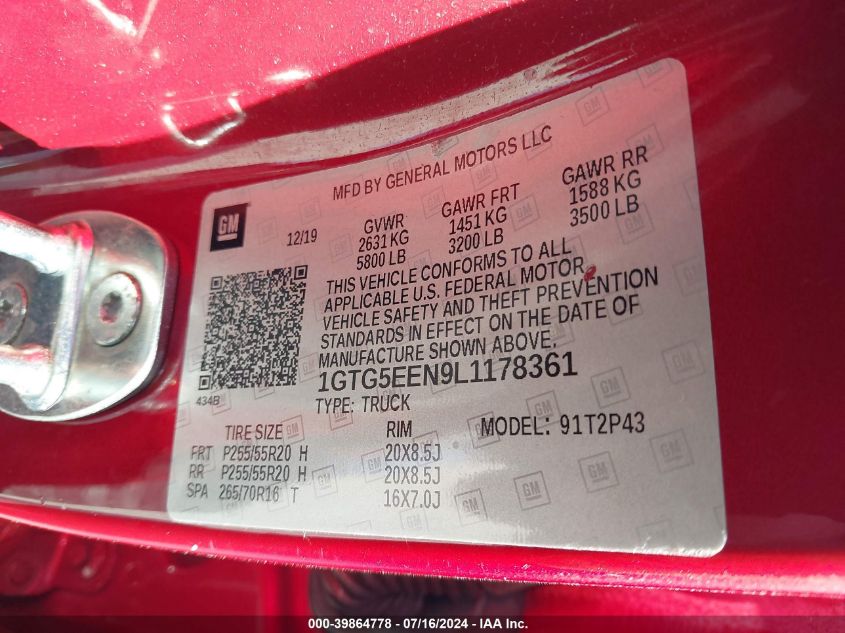 MFD BY GENERAL MOTORS LLC
GM
12/19
GVWR GAWR FRT GAWR RR
2631 KG 1451 KG 1588 KG
5800 LB 3200 LB 3500 LB
THIS VEHICLE CONFORMS TO ALL
APPLICABLE U.S. FEDERAL MOTOR
VEHICLE SAFETY AND THEFT PREVENTION
STANDARDS IN EFFECT ON THE DATE OF
MANUFACTURE SHOWN ABOVE.
434B
1GTG5EEN9L1178361
TYPE: TRUCK
TIRE SIZE RIM MODEL: 91T2P43
FRT P255/55R20 H 20X8.5J
RR P255/55R20 H 20X8.5J
SPA 265/70R16 T 16X7.0J
000-39864778 - 07/16/2024 - IAA Inc.